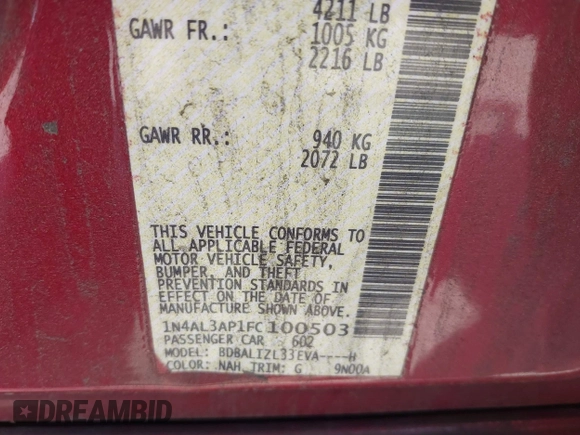 4211 LB
GAWR FR.: 1005 KG
2216 LB
GAWR RR.: 940 KG
2072 LB
THIS VEHICLE CONFORMS TO
ALL APPLICABLE FEDERAL
MOTOR VEHICLE SAFETY,
BUMPER, AND THEFT
PREVENTION STANDARDS IN
EFFECT ON THE DATE OF
MANUFACTURE SHOWN ABOVE.
1N4AL3AP1FC100503
PASSENGER CAR 602
MODEL: BDBALIZL33EVA----H
COLOR: NAH TRIM: G 9N00A
DREAMBID